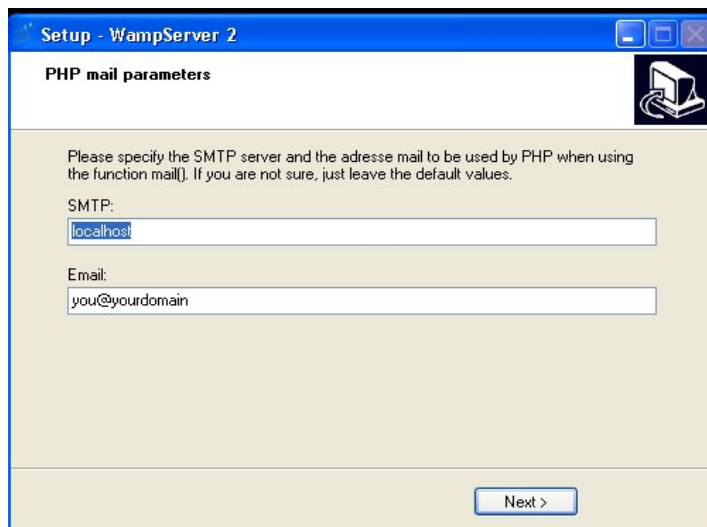 Setup - WampServer 2
PHP mail parameters
Please specify the SMTP server and the adresse mail to be used by PHP when using
the function mail(). If you are not sure, just leave the default values.
SMTP:
localhost
Email:
you@yourdomain
Next >